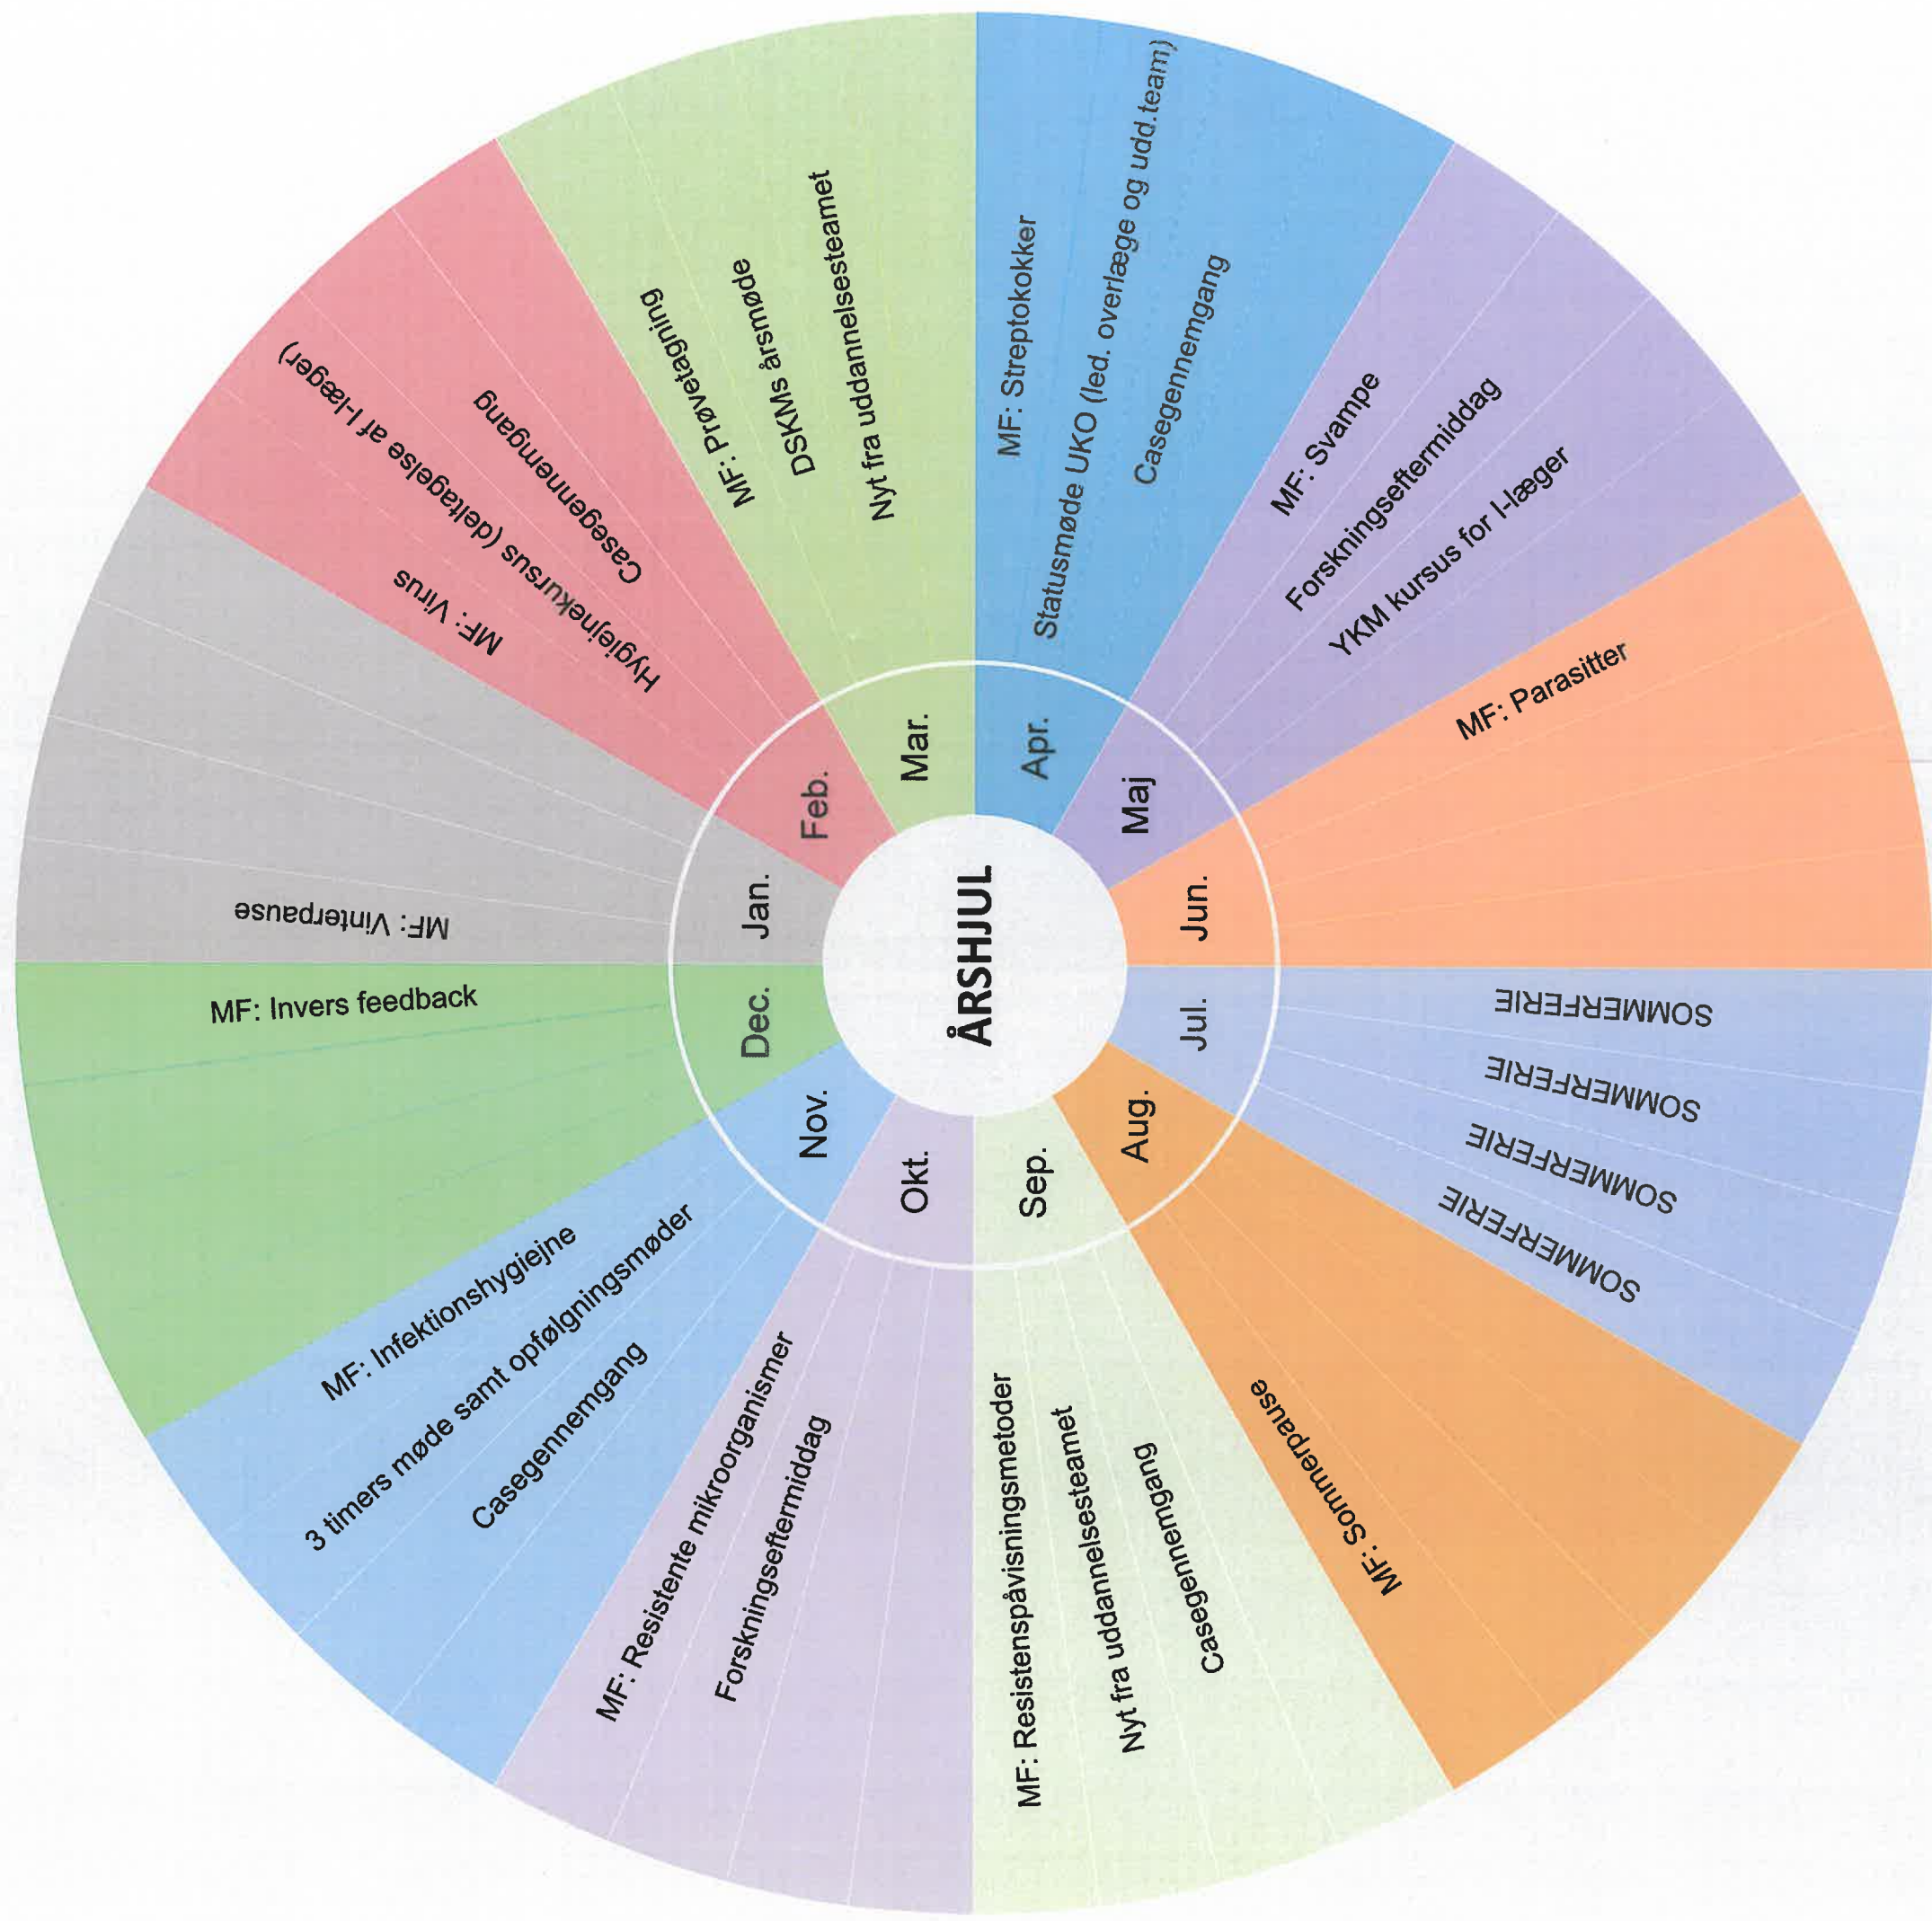 ÅRSHJUL
Jan.
MF: Vinterpause
Feb.
MF: Virus
Hygiejnekursus (deltagelse af I-læger)
Casegennemgang
Mar.
MF: Prøvetagning
DSKMs årsmøde
Nyt fra uddannelsesteamet
Apr.
MF: Streptokokker
Statusmøde UKO (led. overlæge og udd.team)
Casegennemgang
Maj
MF: Svampe
Forskningseftermiddag
YKM kursus for I-læger
Jun.
MF: Parasitter
Jul.
SOMMERFERIE
SOMMERFERIE
SOMMERFERIE
SOMMERFERIE
Aug.
MF: Sommerpause
Sep.
MF: Resistenspåvisningsmetoder
Nyt fra uddannelsesteamet
Casegennemgang
Okt.
MF: Resistente mikroorganismer
Forskningseftermiddag
Nov.
MF: Infektionshygiejne
3 timers møde samt opfølgningsmøder
Casegennemgang
Dec.
MF: Invers feedback